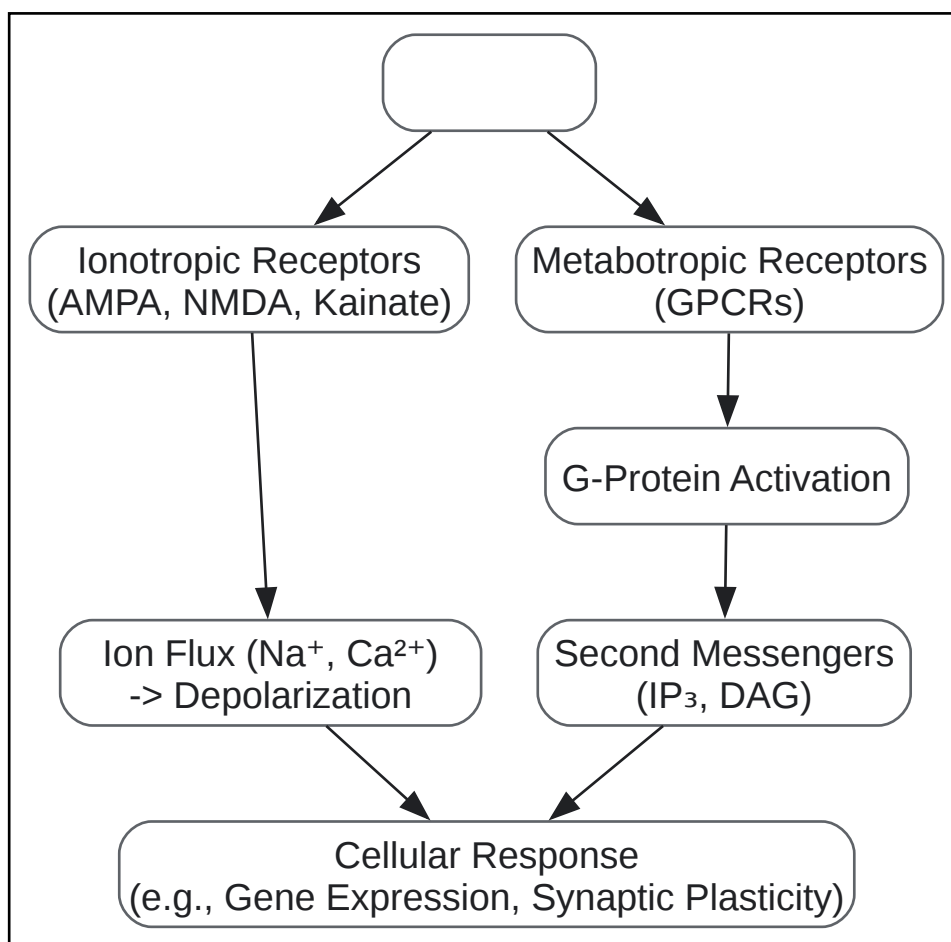 Ionotropic Receptors
(AMPA, NMDA, Kainate)
Metabotropic Receptors
(GPCRs)
G-Protein Activation
Ion Flux (Na⁺, Ca²⁺)
-> Depolarization
Second Messengers
(IP₃, DAG)
Cellular Response
(e.g., Gene Expression, Synaptic Plasticity)